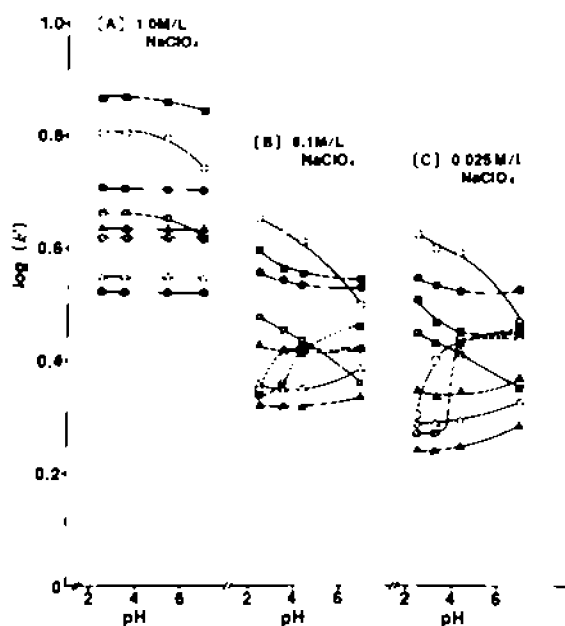 1.0
(A) 1.0M/L
NaClO₄
0.8
(B) 0.1M/L
NaClO₄
(C) 0.025M/L
NaClO₄
0.6
log (k')
0.4
0.2
0
2 4 6 2 4 6 2 4 6
pH pH pH